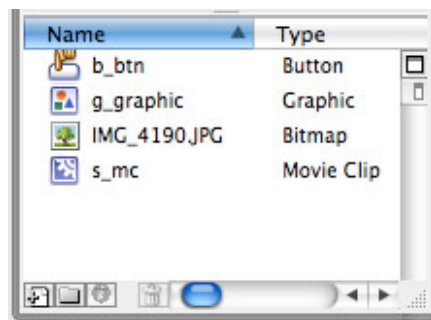 Name Type
b_btn Button
g_graphic Graphic
IMG_4190.JPG Bitmap
s_mc Movie Clip